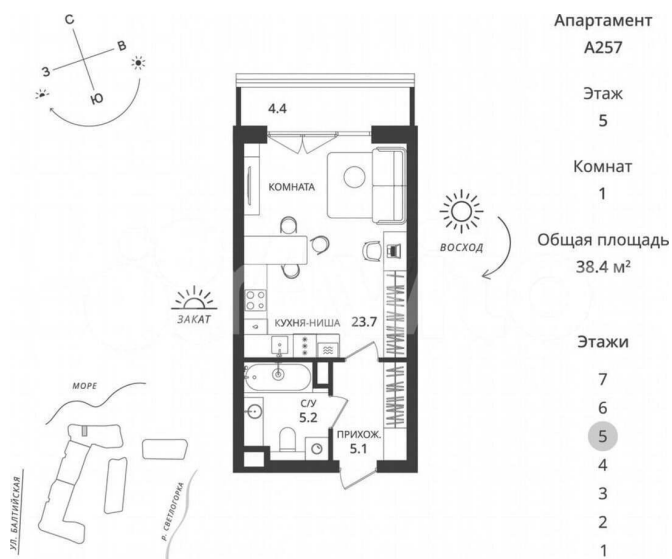 С
В
З
Ю
Апартамент
А257
Этаж
5
Комнат
1
Общая площадь
38.4 м²
Этажи
7
6
5
4
3
2
1
4.4
КОМНАТА
КУХНЯ-НИША 23.7
С/У
5.2
ПРИХОЖ.
5.1
ВОСХОД
ЗАКАТ
МОРЕ
УЛ. БАЛТИЙСКАЯ
р. СВЕТЛОГОРКА